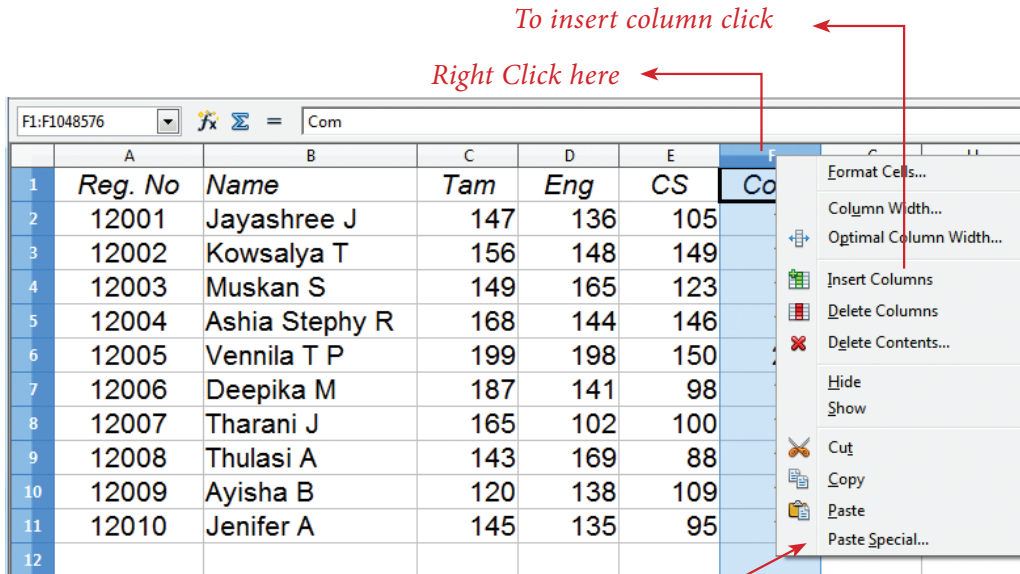 To insert column click
Right Click here
F1:F1048576 fx Σ = Com
A B C D E F
1 Reg. No Name Tam Eng CS Co
2 12001 Jayashree J 147 136 105
3 12002 Kowsalya T 156 148 149
4 12003 Muskan S 149 165 123
5 12004 Ashia Stephy R 168 144 146
6 12005 Vennila T P 199 198 150
7 12006 Deepika M 187 141 98
8 12007 Tharani J 165 102 100
9 12008 Thulasi A 143 169 88
10 12009 Ayisha B 120 138 109
11 12010 Jenifer A 145 135 95
12
Format Cells...
Column Width...
Optimal Column Width...
Insert Columns
Delete Columns
Delete Contents...
Hide
Show
Cut
Copy
Paste
Paste Special...